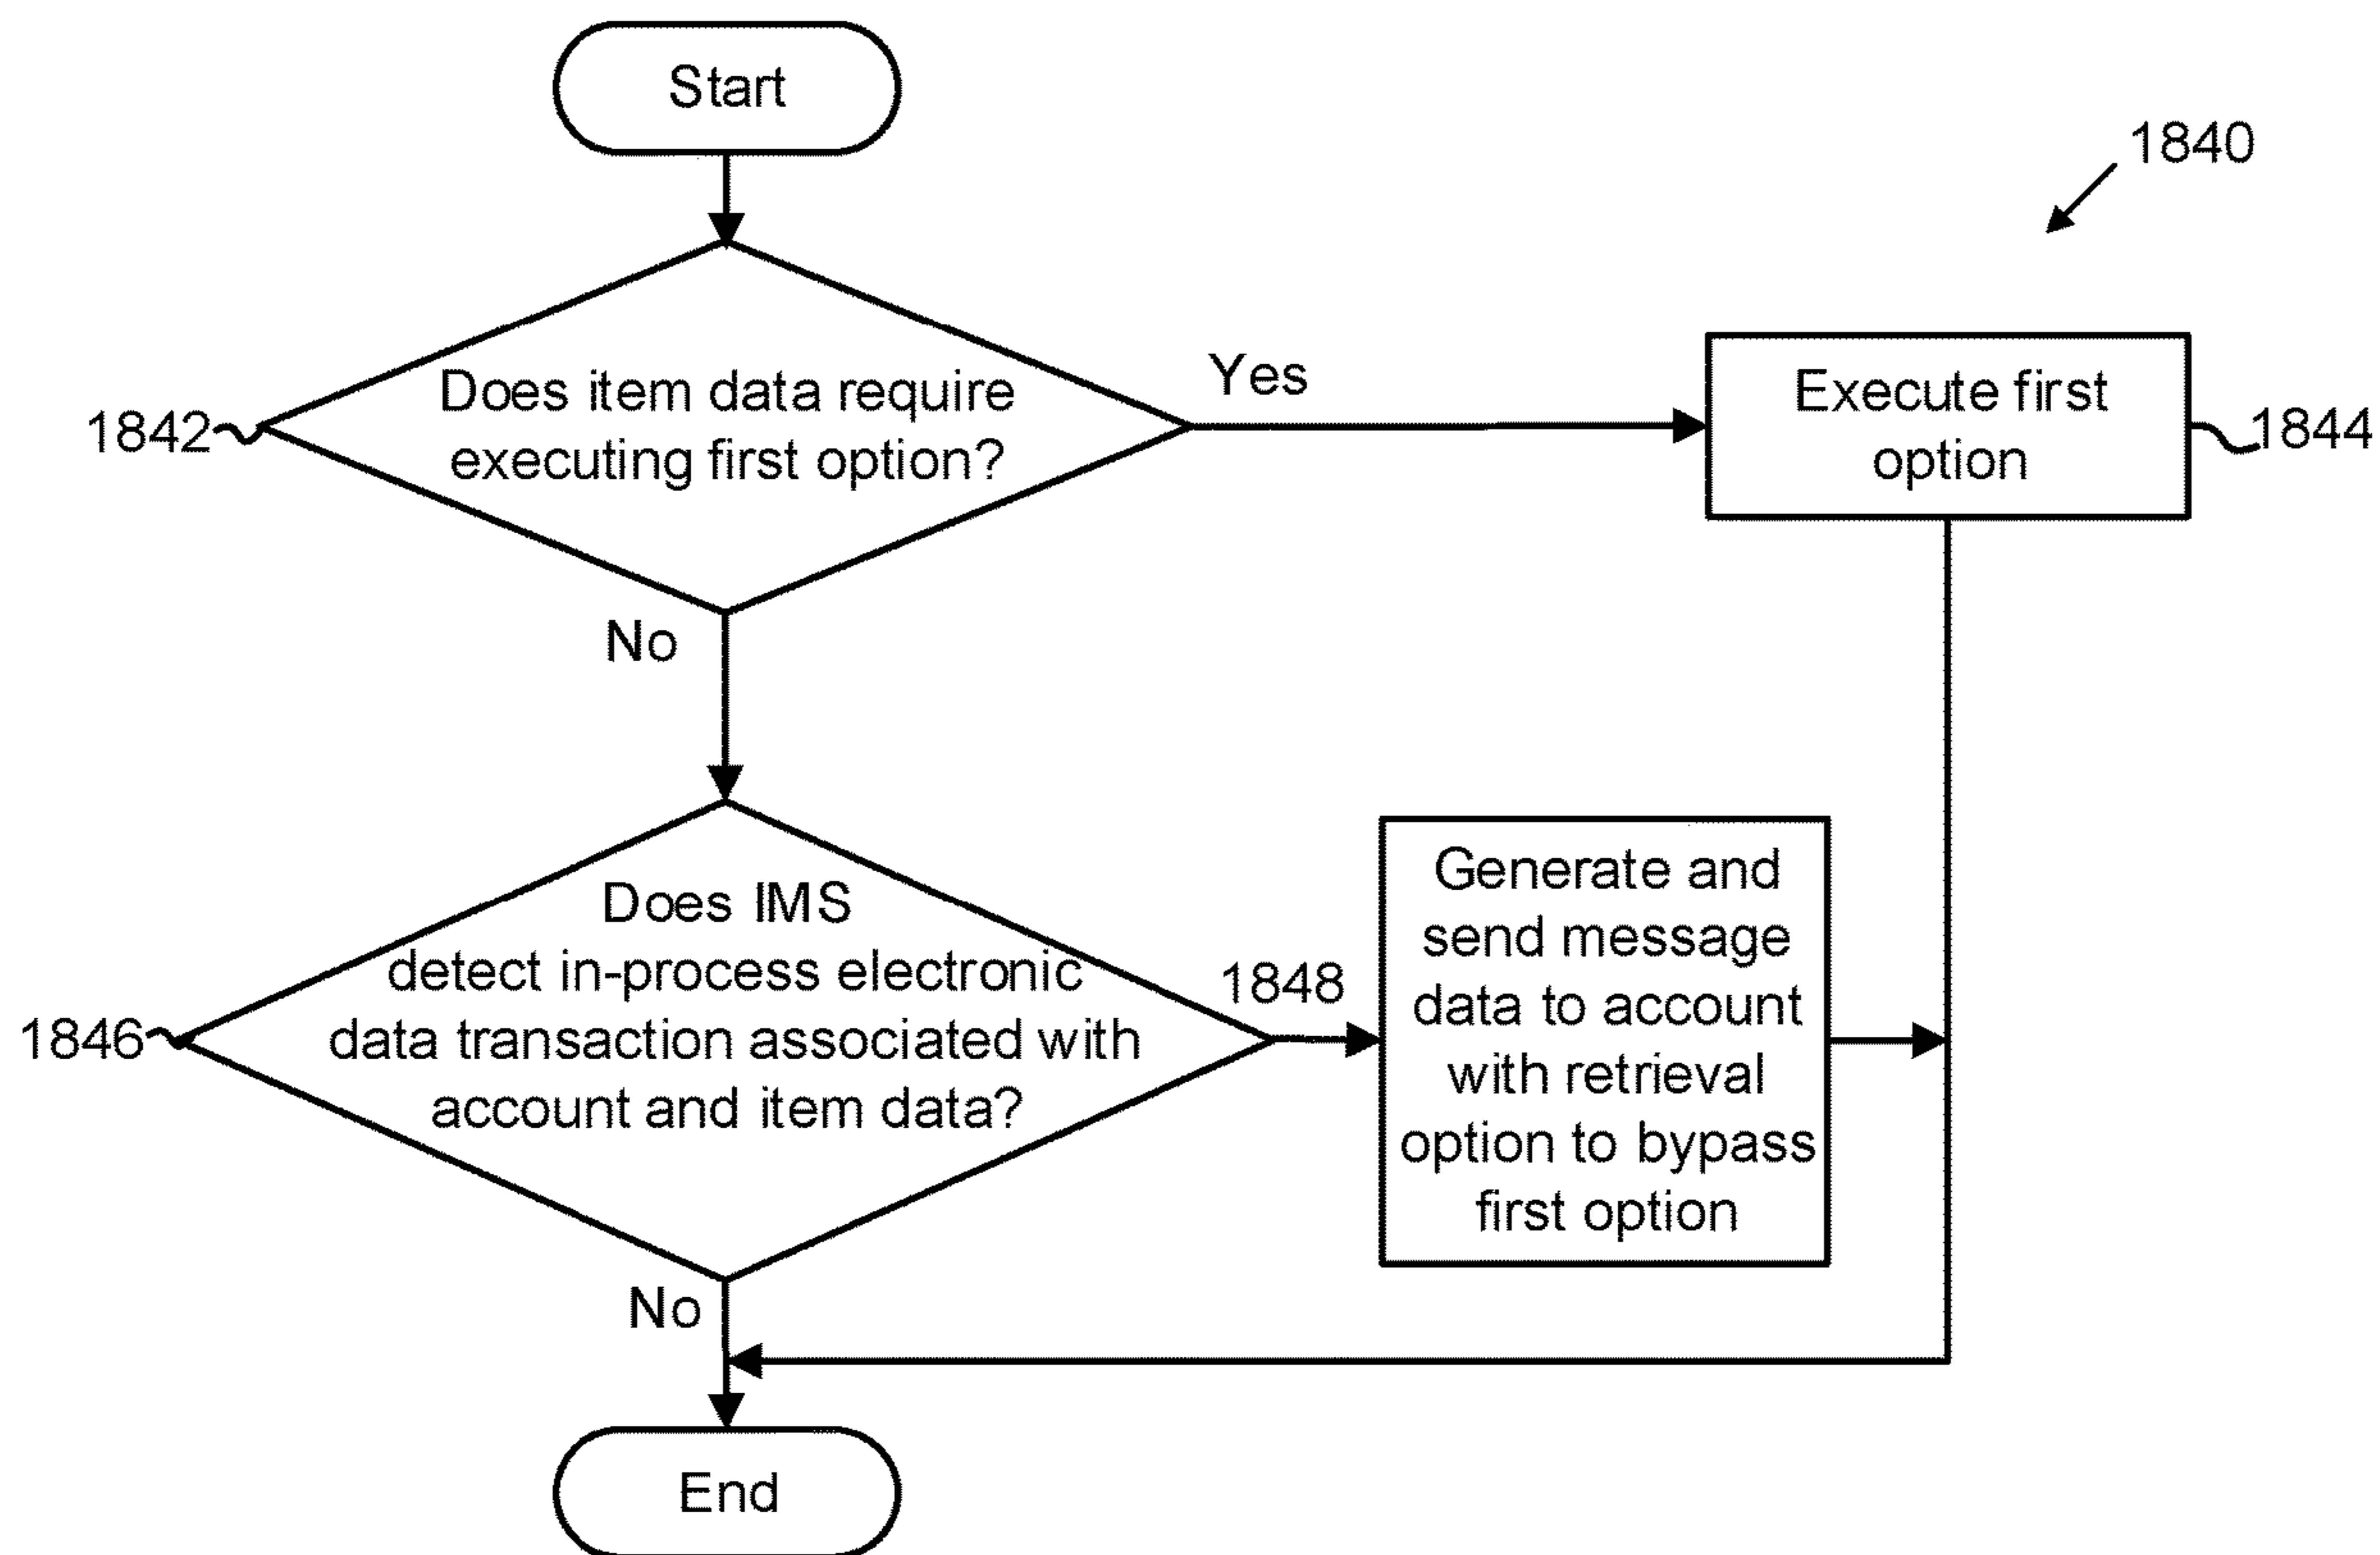 Start
1840
Does item data require
executing first option?
Yes
Execute first
option
1842
1844
No
Does IMS
detect in-process electronic
data transaction associated with
account and item data?
1846
1848
Generate and
send message
data to account
with retrieval
option to bypass
first option
No
End